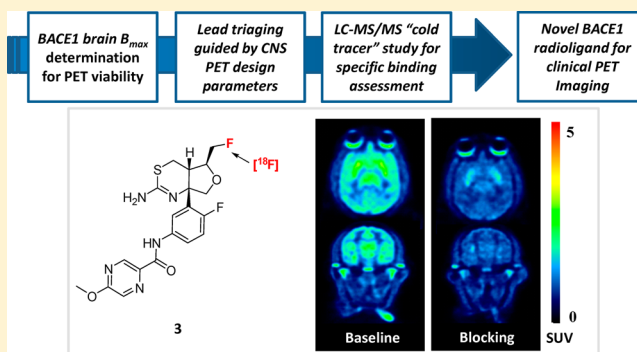 BACE1 brain Bmax
determination
for PET viability
Lead triaging
guided by CNS
PET design
parameters
LC-MS/MS “cold
tracer” study for
specific binding
assessment
Novel BACE1
radioligand for
clinical PET
Imaging
F
[18F]
H
S
O
H2N
N
F
HN
O
N
N
O
3
Baseline
Blocking
5
0
SUV